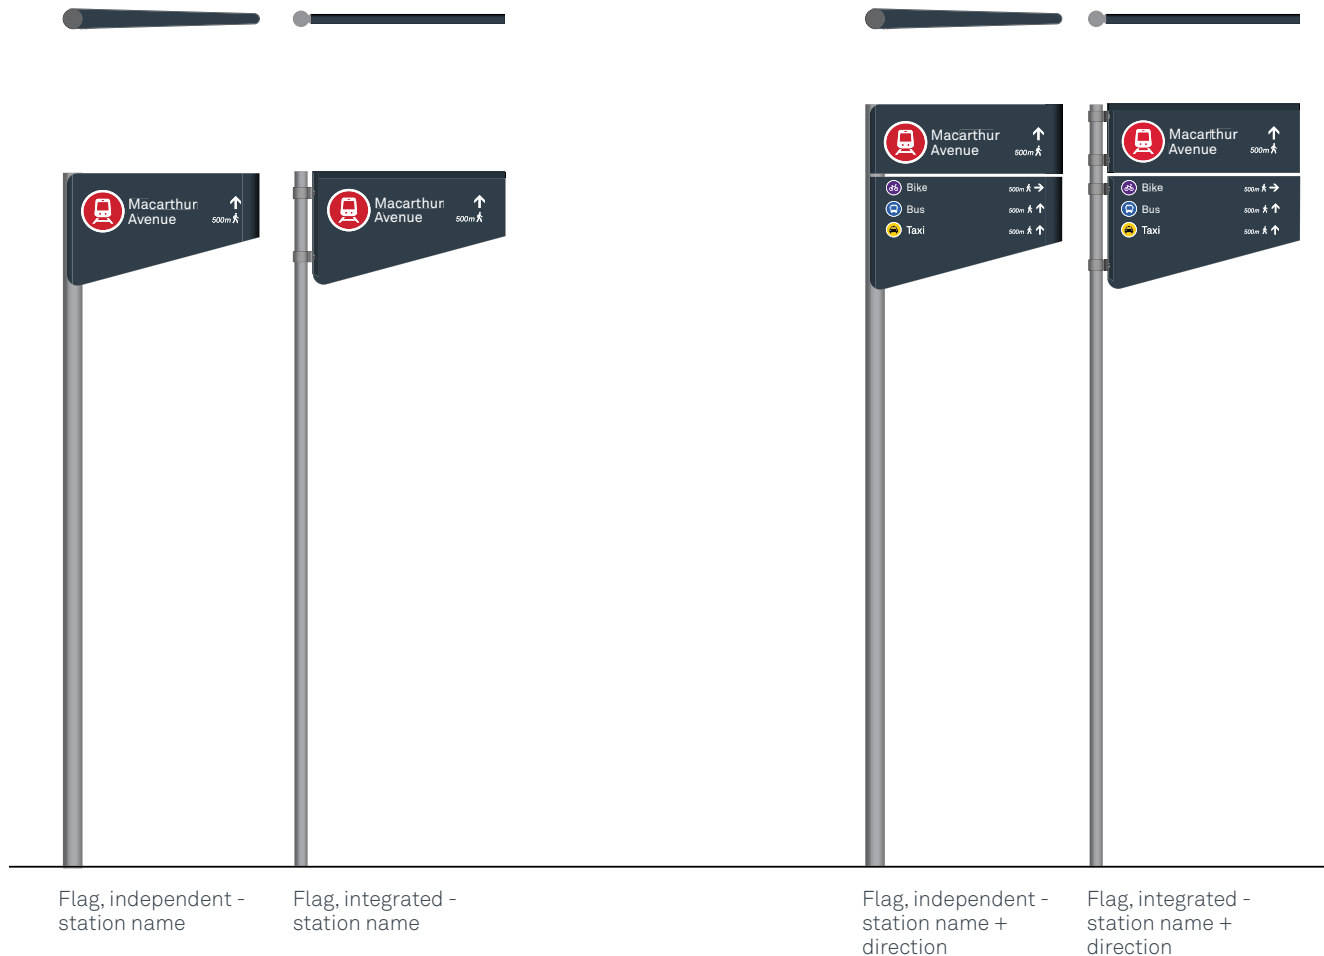 Macarthur
Avenue
500m
Macarthur
Avenue
500m
Macarthur
Avenue
500m
Bike
500m
Bus
500m
Taxi
500m
Macarthur
Avenue
500m
Bike
500m
Bus
500m
Taxi
500m
Flag, independent -
station name
Flag, integrated -
station name
Flag, independent -
station name +
direction
Flag, integrated -
station name +
direction